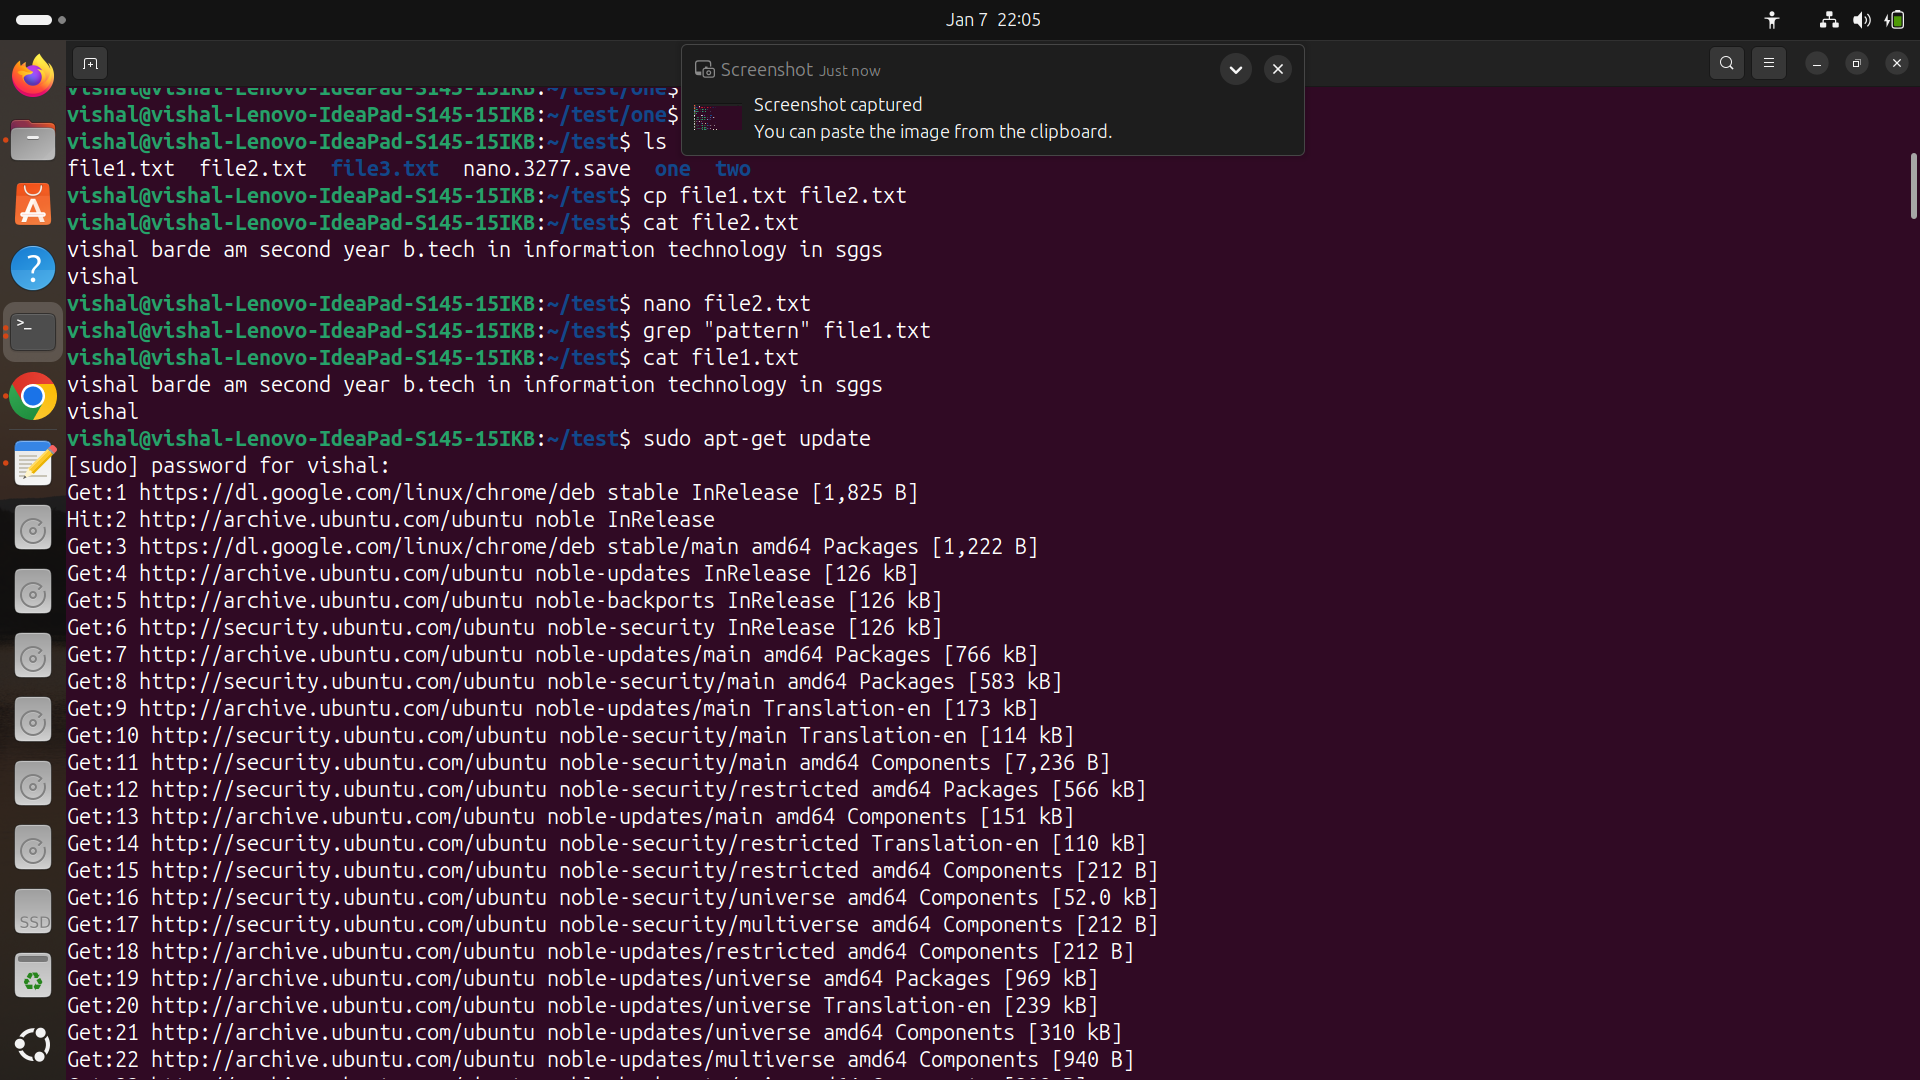 Jan 7 22:05
Screenshot Just now
Screenshot captured
You can paste the image from the clipboard.
vishal@vishal-Lenovo-IdeaPad-S145-15IKB:~/test/one$
vishal@vishal-Lenovo-IdeaPad-S145-15IKB:~/test/one$
vishal@vishal-Lenovo-IdeaPad-S145-15IKB:~/test$ ls
file1.txt file2.txt file3.txt nano.3277.save one two
vishal@vishal-Lenovo-IdeaPad-S145-15IKB:~/test$ cp file1.txt file2.txt
vishal@vishal-Lenovo-IdeaPad-S145-15IKB:~/test$ cat file2.txt
vishal barde am second year b.tech in information technology in sggs
vishal
vishal@vishal-Lenovo-IdeaPad-S145-15IKB:~/test$ nano file2.txt
vishal@vishal-Lenovo-IdeaPad-S145-15IKB:~/test$ grep "pattern" file1.txt
vishal@vishal-Lenovo-IdeaPad-S145-15IKB:~/test$ cat file1.txt
vishal barde am second year b.tech in information technology in sggs
vishal
vishal@vishal-Lenovo-IdeaPad-S145-15IKB:~/test$ sudo apt-get update
[sudo] password for vishal:
Get:1 https://dl.google.com/linux/chrome/deb stable InRelease [1,825 B]
Hit:2 http://archive.ubuntu.com/ubuntu noble InRelease
Get:3 https://dl.google.com/linux/chrome/deb stable/main amd64 Packages [1,222 B]
Get:4 http://archive.ubuntu.com/ubuntu noble-updates InRelease [126 kB]
Get:5 http://archive.ubuntu.com/ubuntu noble-backports InRelease [126 kB]
Get:6 http://security.ubuntu.com/ubuntu noble-security InRelease [126 kB]
Get:7 http://archive.ubuntu.com/ubuntu noble-updates/main amd64 Packages [766 kB]
Get:8 http://security.ubuntu.com/ubuntu noble-security/main amd64 Packages [583 kB]
Get:9 http://archive.ubuntu.com/ubuntu noble-updates/main Translation-en [173 kB]
Get:10 http://security.ubuntu.com/ubuntu noble-security/main Translation-en [114 kB]
Get:11 http://security.ubuntu.com/ubuntu noble-security/main amd64 Components [7,236 B]
Get:12 http://security.ubuntu.com/ubuntu noble-security/restricted amd64 Packages [566 kB]
Get:13 http://archive.ubuntu.com/ubuntu noble-updates/main amd64 Components [151 kB]
Get:14 http://security.ubuntu.com/ubuntu noble-security/restricted Translation-en [110 kB]
Get:15 http://security.ubuntu.com/ubuntu noble-security/restricted amd64 Components [212 B]
Get:16 http://security.ubuntu.com/ubuntu noble-security/universe amd64 Components [52.0 kB]
Get:17 http://security.ubuntu.com/ubuntu noble-security/multiverse amd64 Components [212 B]
Get:18 http://archive.ubuntu.com/ubuntu noble-updates/restricted amd64 Components [212 B]
Get:19 http://archive.ubuntu.com/ubuntu noble-updates/universe amd64 Packages [969 kB]
Get:20 http://archive.ubuntu.com/ubuntu noble-updates/universe Translation-en [239 kB]
Get:21 http://archive.ubuntu.com/ubuntu noble-updates/universe amd64 Components [310 kB]
Get:22 http://archive.ubuntu.com/ubuntu noble-updates/multiverse amd64 Components [940 B]
SSD